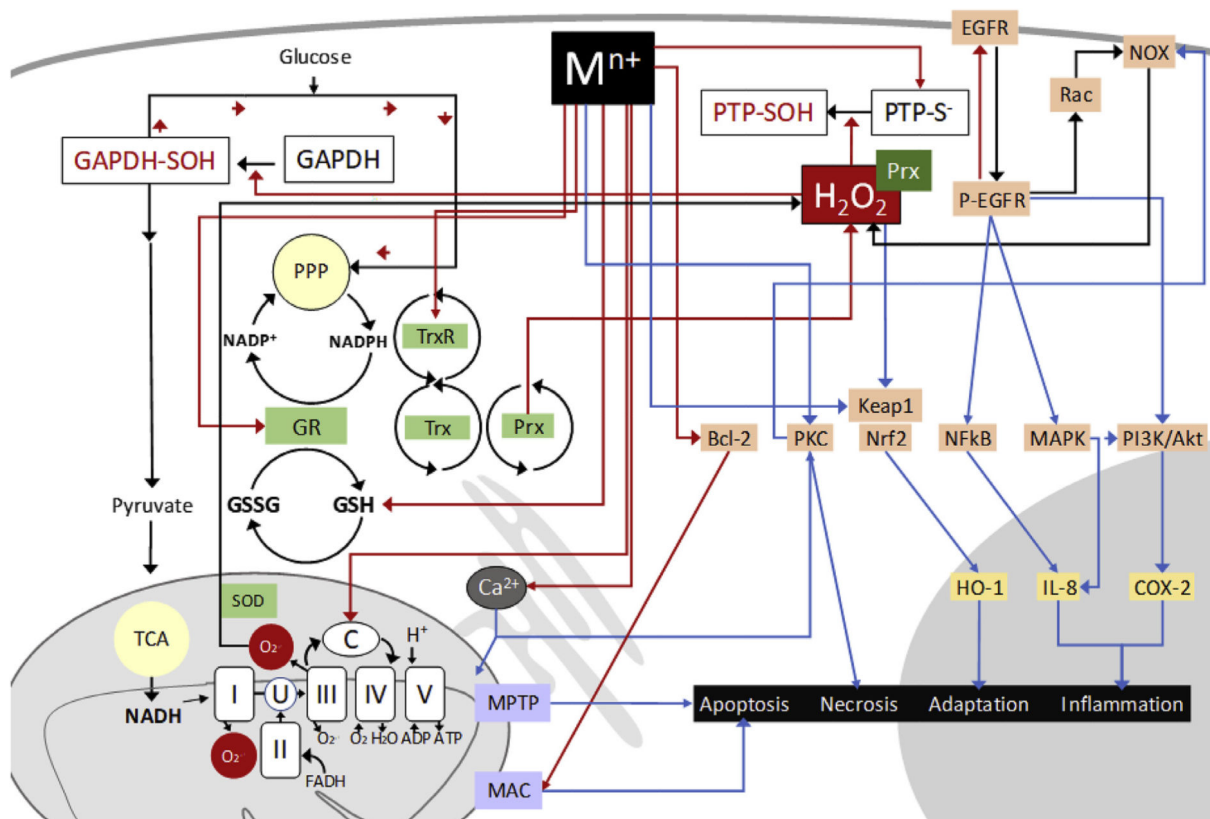 EGFR
NOX
Glucose
Mⁿ⁺
Rac
PTP-SOH
PTP-S⁻
GAPDH-SOH
GAPDH
Prx
H₂O₂
P-EGFR
PPP
NADP⁺
NADPH
TrxR
GR
Trx
Prx
Keap1
Bcl-2
PKC
Nrf2
NFkB
MAPK
PI3K/Akt
Pyruvate
GSSG
GSH
Ca²⁺
HO-1
IL-8
COX-2
SOD
TCA
O₂·⁻
C
H⁺
I
U
III
IV
V
NADH
MPTP
Apoptosis
Necrosis
Adaptation
Inflammation
O₂·⁻
II
O₂·⁻
O₂
H₂O
ADP
ATP
FADH
MAC